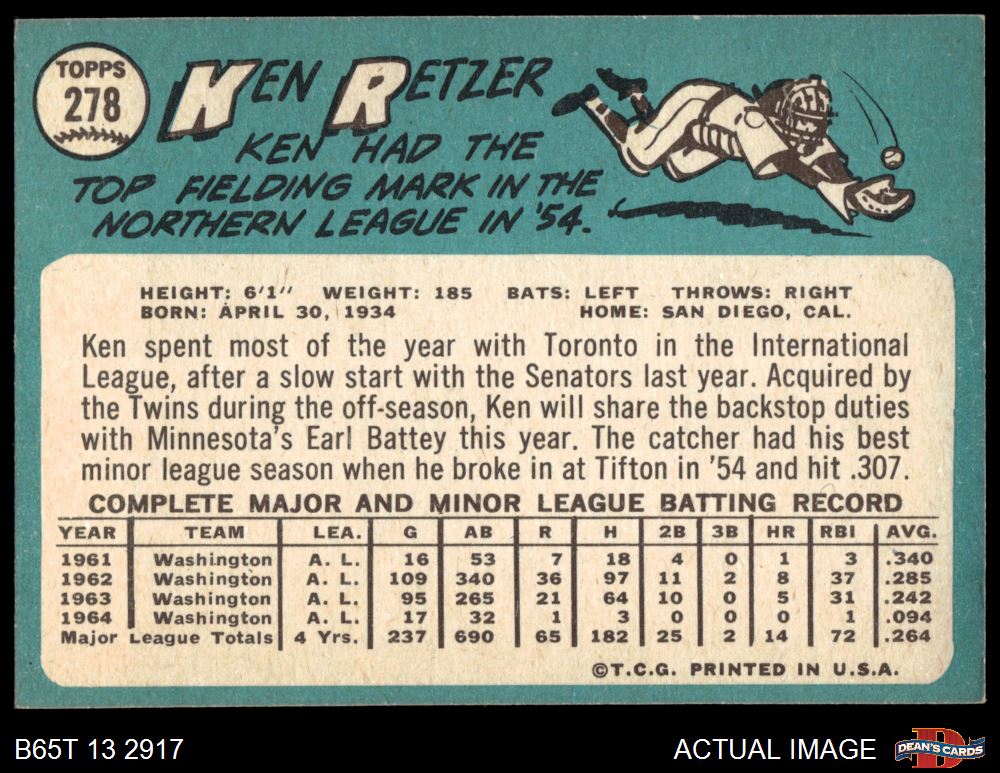 TOPPS
278
KEN RETZER
KEN HAD THE
TOP FIELDING MARK IN THE
NORTHERN LEAGUE IN '54.
HEIGHT: 6'1" WEIGHT: 185 BATS: LEFT THROWS: RIGHT
BORN: APRIL 30, 1934 HOME: SAN DIEGO, CAL.
Ken spent most of the year with Toronto in the International
League, after a slow start with the Senators last year. Acquired by
the Twins during the off-season, Ken will share the backstop duties
with Minnesota's Earl Battey this year. The catcher had his best
minor league season when he broke in at Tifton in '54 and hit .307.
COMPLETE MAJOR AND MINOR LEAGUE BATTING RECORD
YEAR TEAM LEA. G AB R H 2B 3B HR RBI AVG.
1961 Washington A. L. 16 53 7 18 4 0 1 3 .340
1962 Washington A. L. 109 340 36 97 11 2 8 37 .285
1963 Washington A. L. 95 265 21 64 10 0 5 31 .242
1964 Washington A. L. 17 32 1 3 0 0 0 1 .094
Major League Totals 4 Yrs. 237 690 65 182 25 2 14 72 .264
©T.C.G. PRINTED IN U.S.A.
B65T 13 2917 ACTUAL IMAGE D DEAN'S CARDS